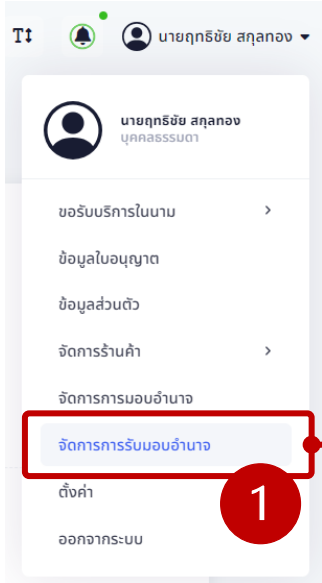 T↕ นายฤทธิชัย สกุลทอง
นายฤทธิชัย สกุลทอง
บุคคลธรรมดา
ขอรับบริการในนาม
ข้อมูลใบอนุญาต
ข้อมูลส่วนตัว
จัดการร้านค้า
จัดการการมอบอำนาจ
จัดการการรับมอบอำนาจ
ตั้งค่า
1
ออกจากระบบ